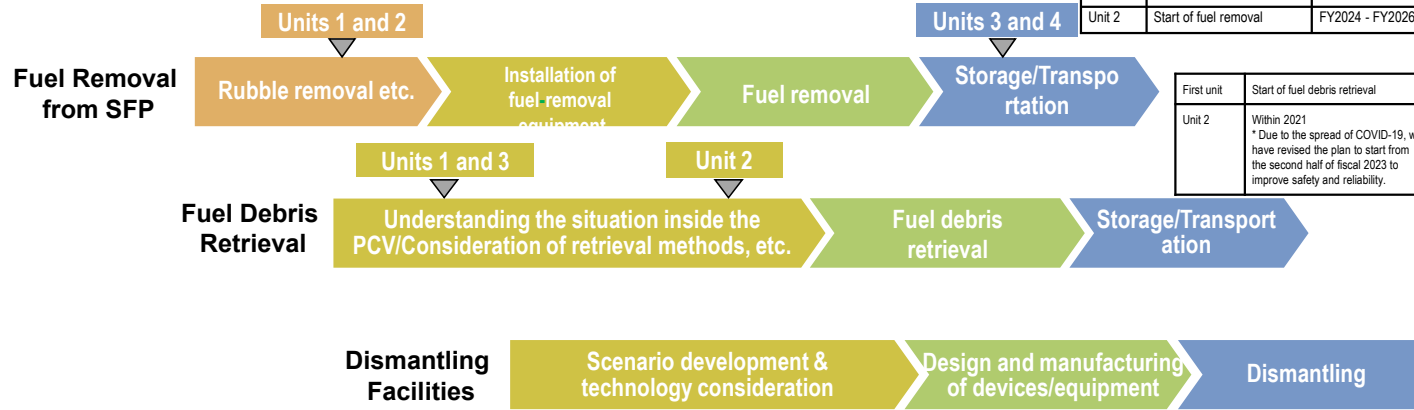 Units 1 and 2
Units 3 and 4
Unit 2 Start of fuel removal FY2024 - FY2026
Fuel Removal
from SFP
Rubble removal etc.
Installation of
fuel-removal
equipment
Fuel removal
Storage/Transpo
rtation
First unit Start of fuel debris retrieval
Unit 2 Within 2021
* Due to the spread of COVID-19, w
have revised the plan to start from
the second half of fiscal 2023 to
improve safety and reliability.
Units 1 and 3
Unit 2
Fuel Debris
Retrieval
Understanding the situation inside the
PCV/Consideration of retrieval methods, etc.
Fuel debris
retrieval
Storage/Transport
ation
Dismantling
Facilities
Scenario development &
technology consideration
Design and manufacturing
of devices/equipment
Dismantling